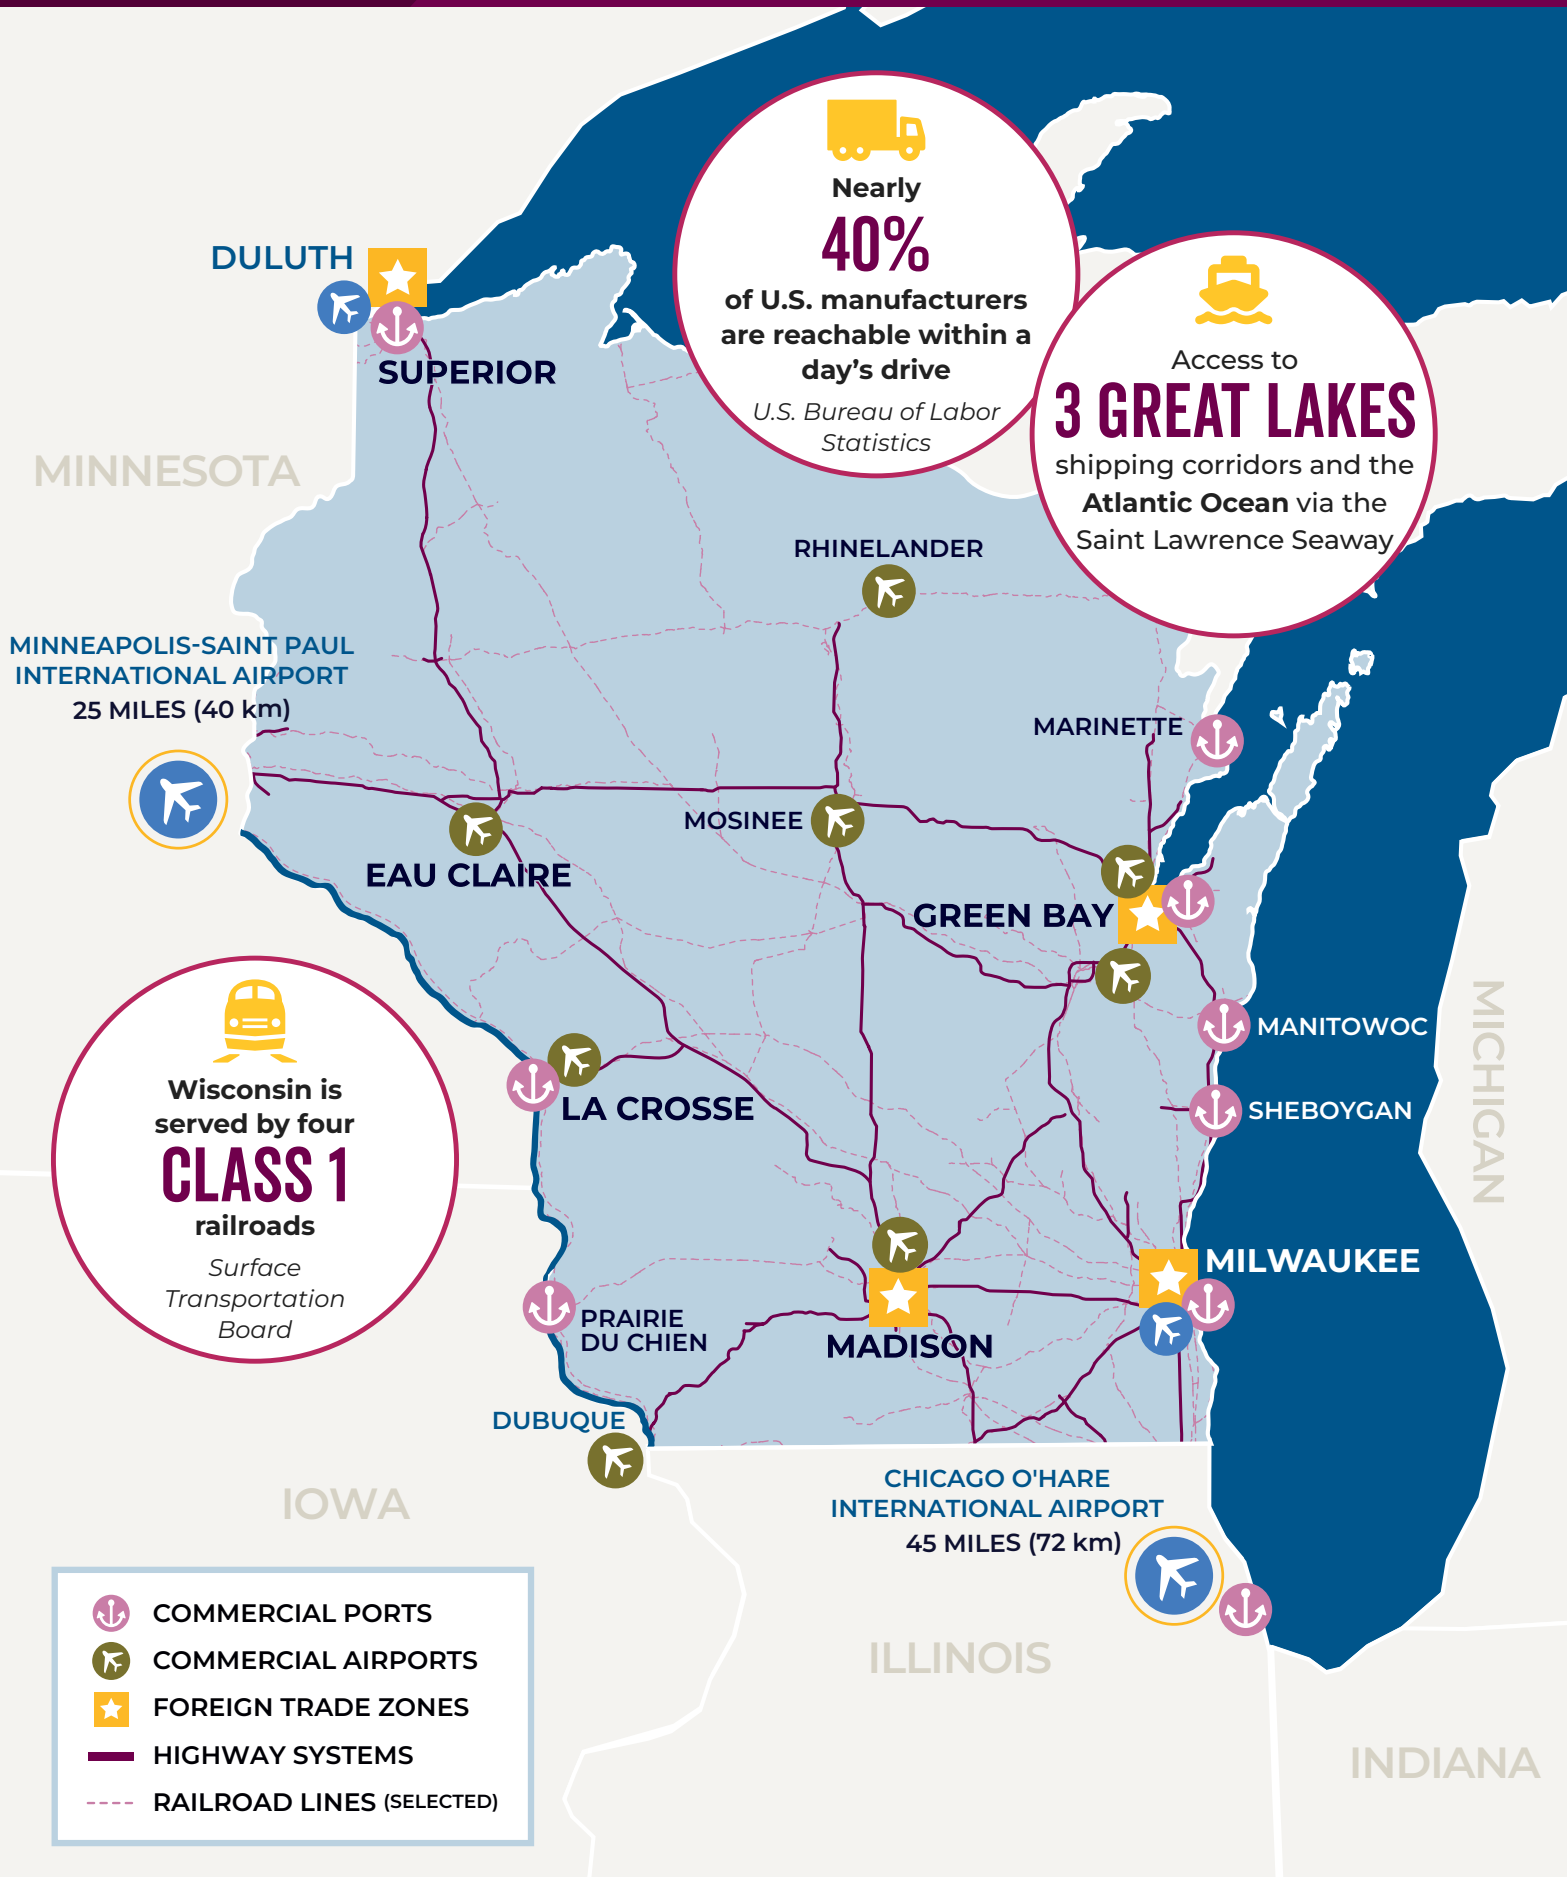 Nearly
40%
of U.S. manufacturers
are reachable within a
day’s drive
U.S. Bureau of Labor
Statistics
Access to
3 GREAT LAKES
shipping corridors and the
Atlantic Ocean via the
Saint Lawrence Seaway
DULUTH
SUPERIOR
MINNESOTA
RHINELANDER
MINNEAPOLIS-SAINT PAUL
INTERNATIONAL AIRPORT
25 MILES (40 km)
MARINETTE
MOSINEE
EAU CLAIRE
GREEN BAY
MANITOWOC
MICHIGAN
SHEBOYGAN
LA CROSSE
Wisconsin is
served by four
CLASS 1
railroads
Surface
Transportation
Board
MILWAUKEE
PRAIRIE
DU CHIEN
MADISON
DUBUQUE
IOWA
CHICAGO O'HARE
INTERNATIONAL AIRPORT
45 MILES (72 km)
ILLINOIS
INDIANA
COMMERCIAL PORTS
COMMERCIAL AIRPORTS
FOREIGN TRADE ZONES
HIGHWAY SYSTEMS
RAILROAD LINES (SELECTED)